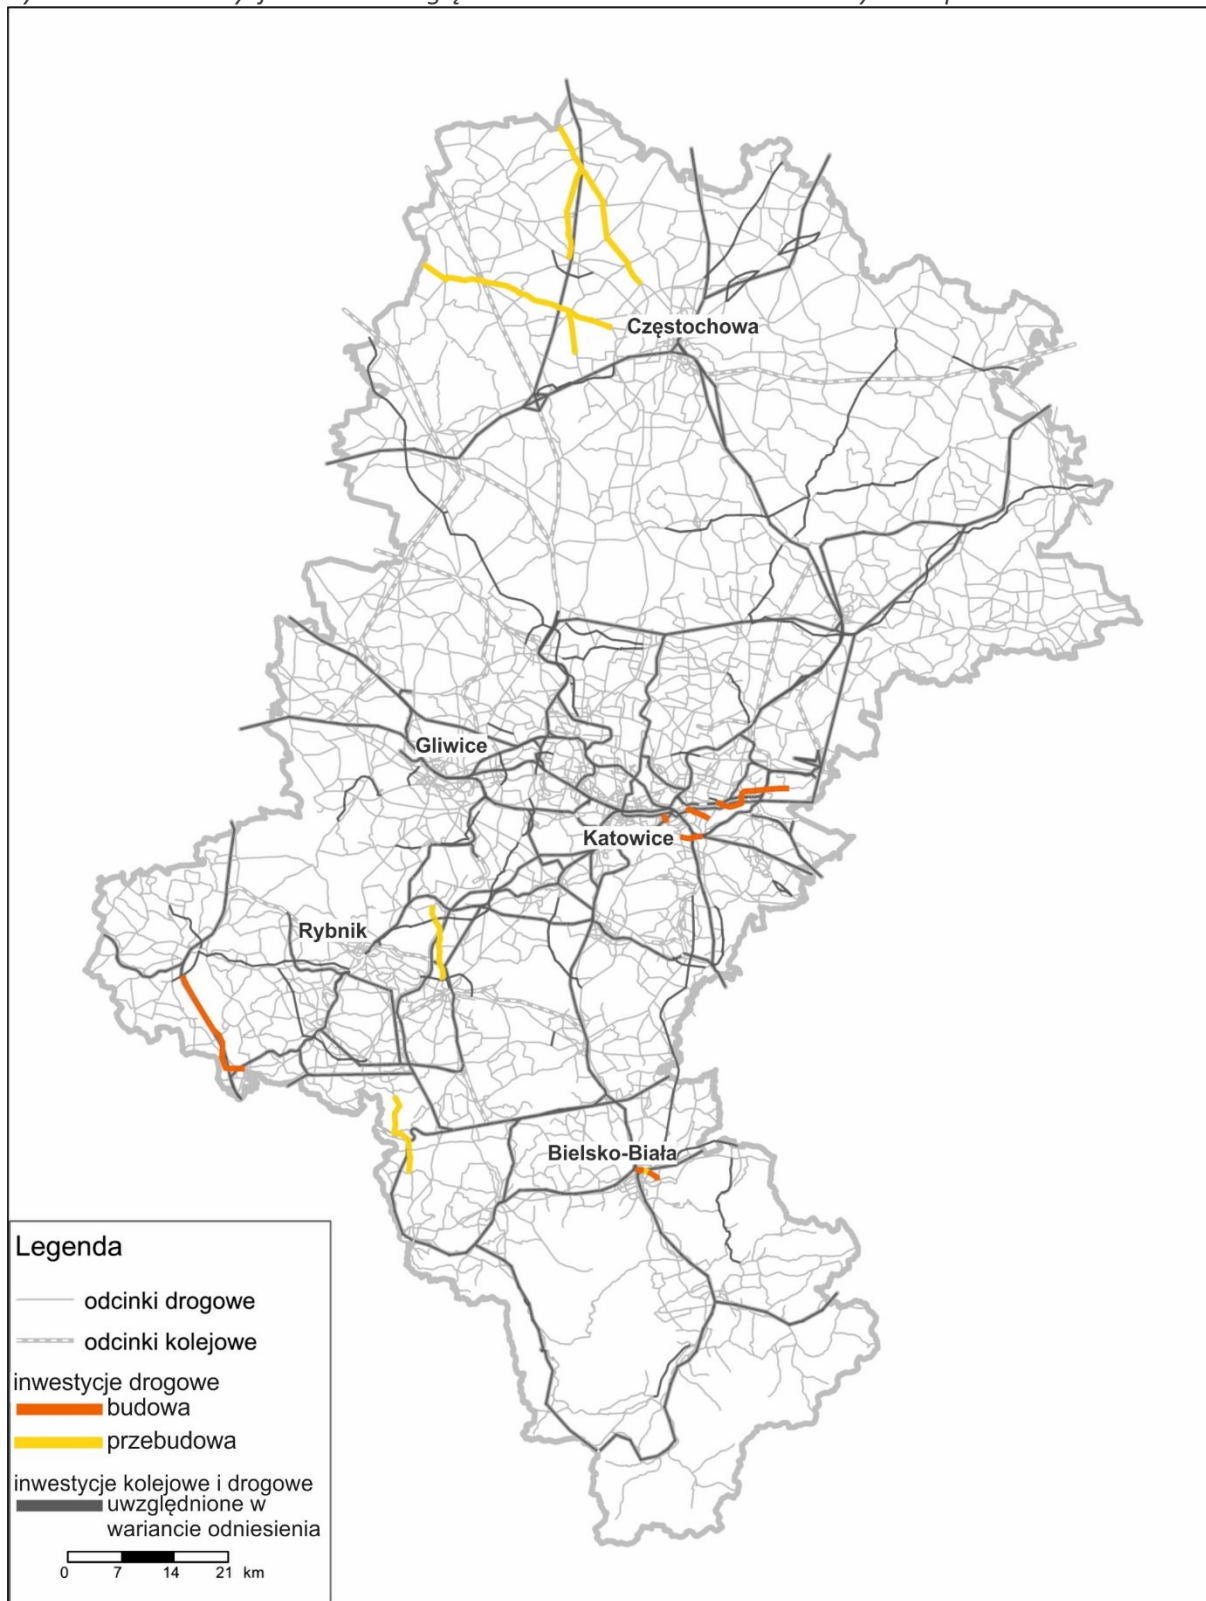 Częstochowa
Gliwice
Katowice
Rybnik
Bielsko-Biała
Legenda
odcinki drogowe
odcinki kolejowe
inwestycje drogowe
budowa
przebudowa
inwestycje kolejowe i drogowe
uwzględnione w
wariancie odniesienia
0 7 14 21 km